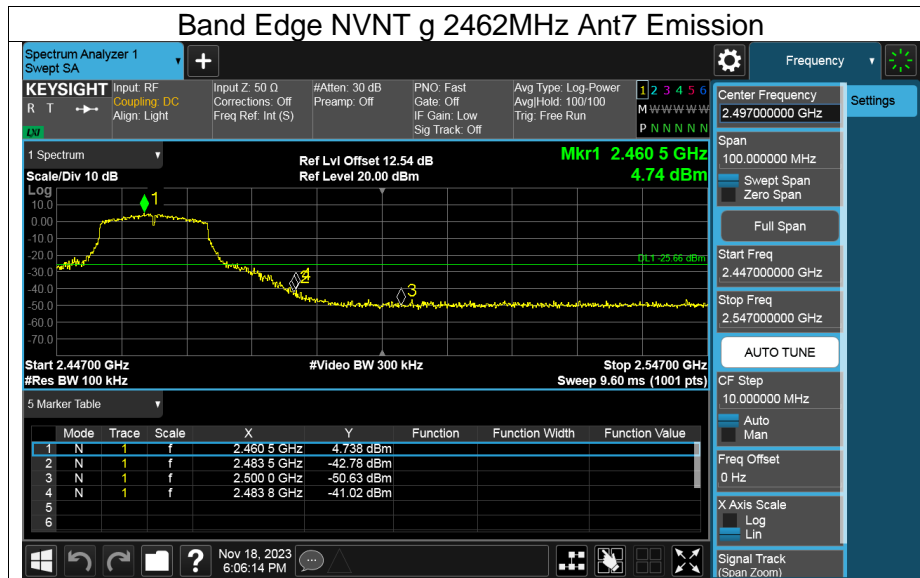 Band Edge NVNT g 2462MHz Ant7 Emission
Spectrum Analyzer 1
Swept SA
+
Frequency
KEYSIGHT
R T
LXI
Input: RF
Coupling: DC
Align: Light
Input Z: 50 Ω
Corrections: Off
Freq Ref: Int (S)
#Atten: 30 dB
Preamp: Off
PNO: Fast
Gate: Off
IF Gain: Low
Sig Track: Off
Avg Type: Log-Power
Avg|Hold: 100/100
Trig: Free Run
1 2 3 4 5 6
M W W W W W
P N N N N N
1 Spectrum
Scale/Div 10 dB
Ref Lvl Offset 12.54 dB
Ref Level 20.00 dBm
Mkr1 2.460 5 GHz
4.74 dBm
Log
10.0
0.00
-10.0
-20.0
-30.0
-40.0
-50.0
-60.0
-70.0
1
2
4
3
DL1 -25.66 dBm
Start 2.44700 GHz
#Res BW 100 kHz
#Video BW 300 kHz
Stop 2.54700 GHz
Sweep 9.60 ms (1001 pts)
5 Marker Table
Mode Trace Scale X Y Function Function Width Function Value
1 N 1 f 2.460 5 GHz 4.738 dBm
2 N 1 f 2.483 5 GHz -42.78 dBm
3 N 1 f 2.500 0 GHz -50.63 dBm
4 N 1 f 2.483 8 GHz -41.02 dBm
5
6
?
Nov 18, 2023
6:06:14 PM
Center Frequency
2.497000000 GHz
Settings
Span
100.000000 MHz
Swept Span
Zero Span
Full Span
Start Freq
2.447000000 GHz
Stop Freq
2.547000000 GHz
AUTO TUNE
CF Step
10.000000 MHz
Auto
Man
Freq Offset
0 Hz
X Axis Scale
Log
Lin
Signal Track
(Span Zoom)